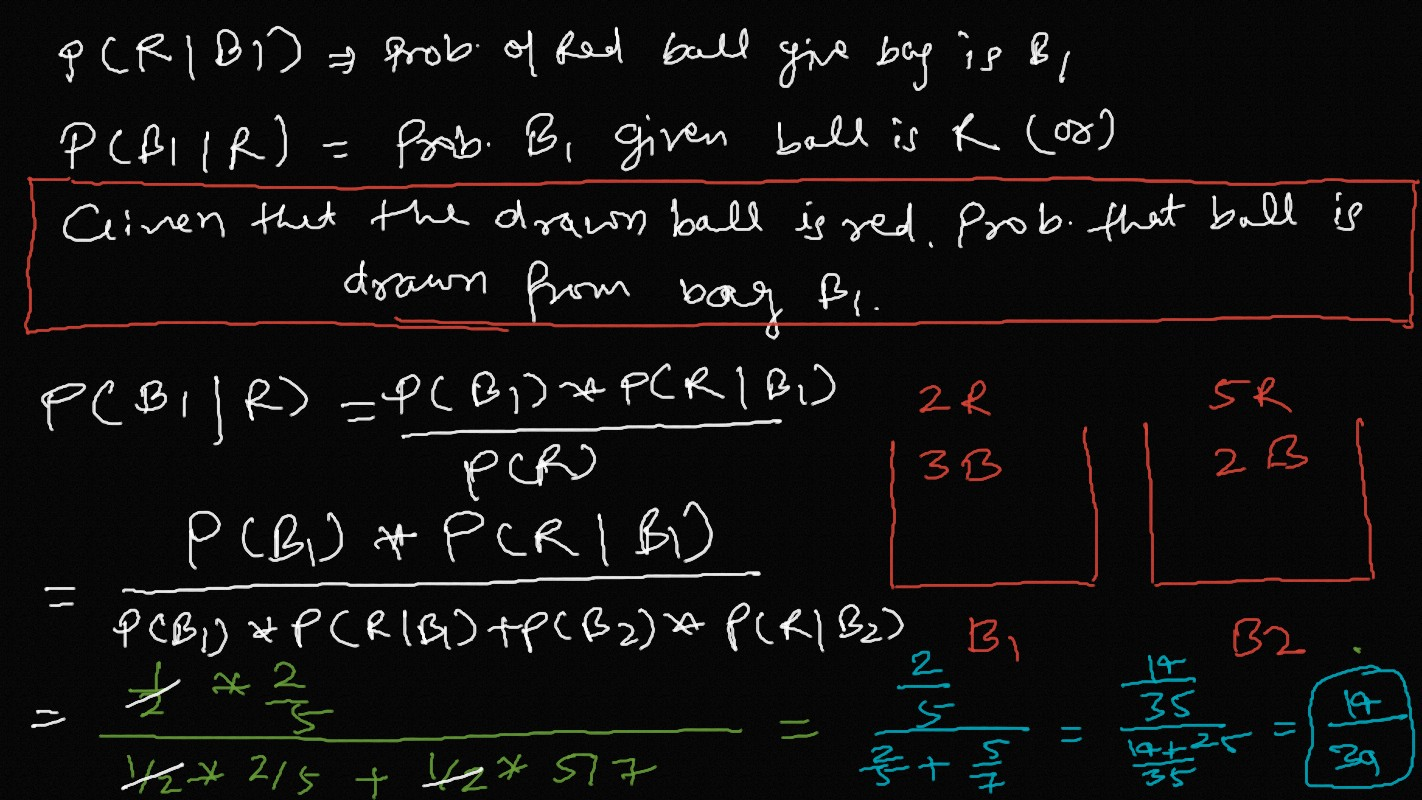 P(R|B1) ⇒ Prob. of Red ball give bag is B1
P(B1|R) = Prob. B1 given ball is R (or)
Given that the drawn ball is red. Prob. that ball is
drawn from bag B1.
P(B1|R) = P(B1) * P(R|B1)
P(R)
2R
3B
B1
5R
2B
B2
= P(B1) * P(R|B1)
P(B1) * P(R|B1) + P(B2) * P(R|B2)
= 1/2 * 2/5
1/2 * 2/5 + 1/2 * 5/7
= 2/5
2/5 + 5/7
= 14/35
14+25/35
= 14/39